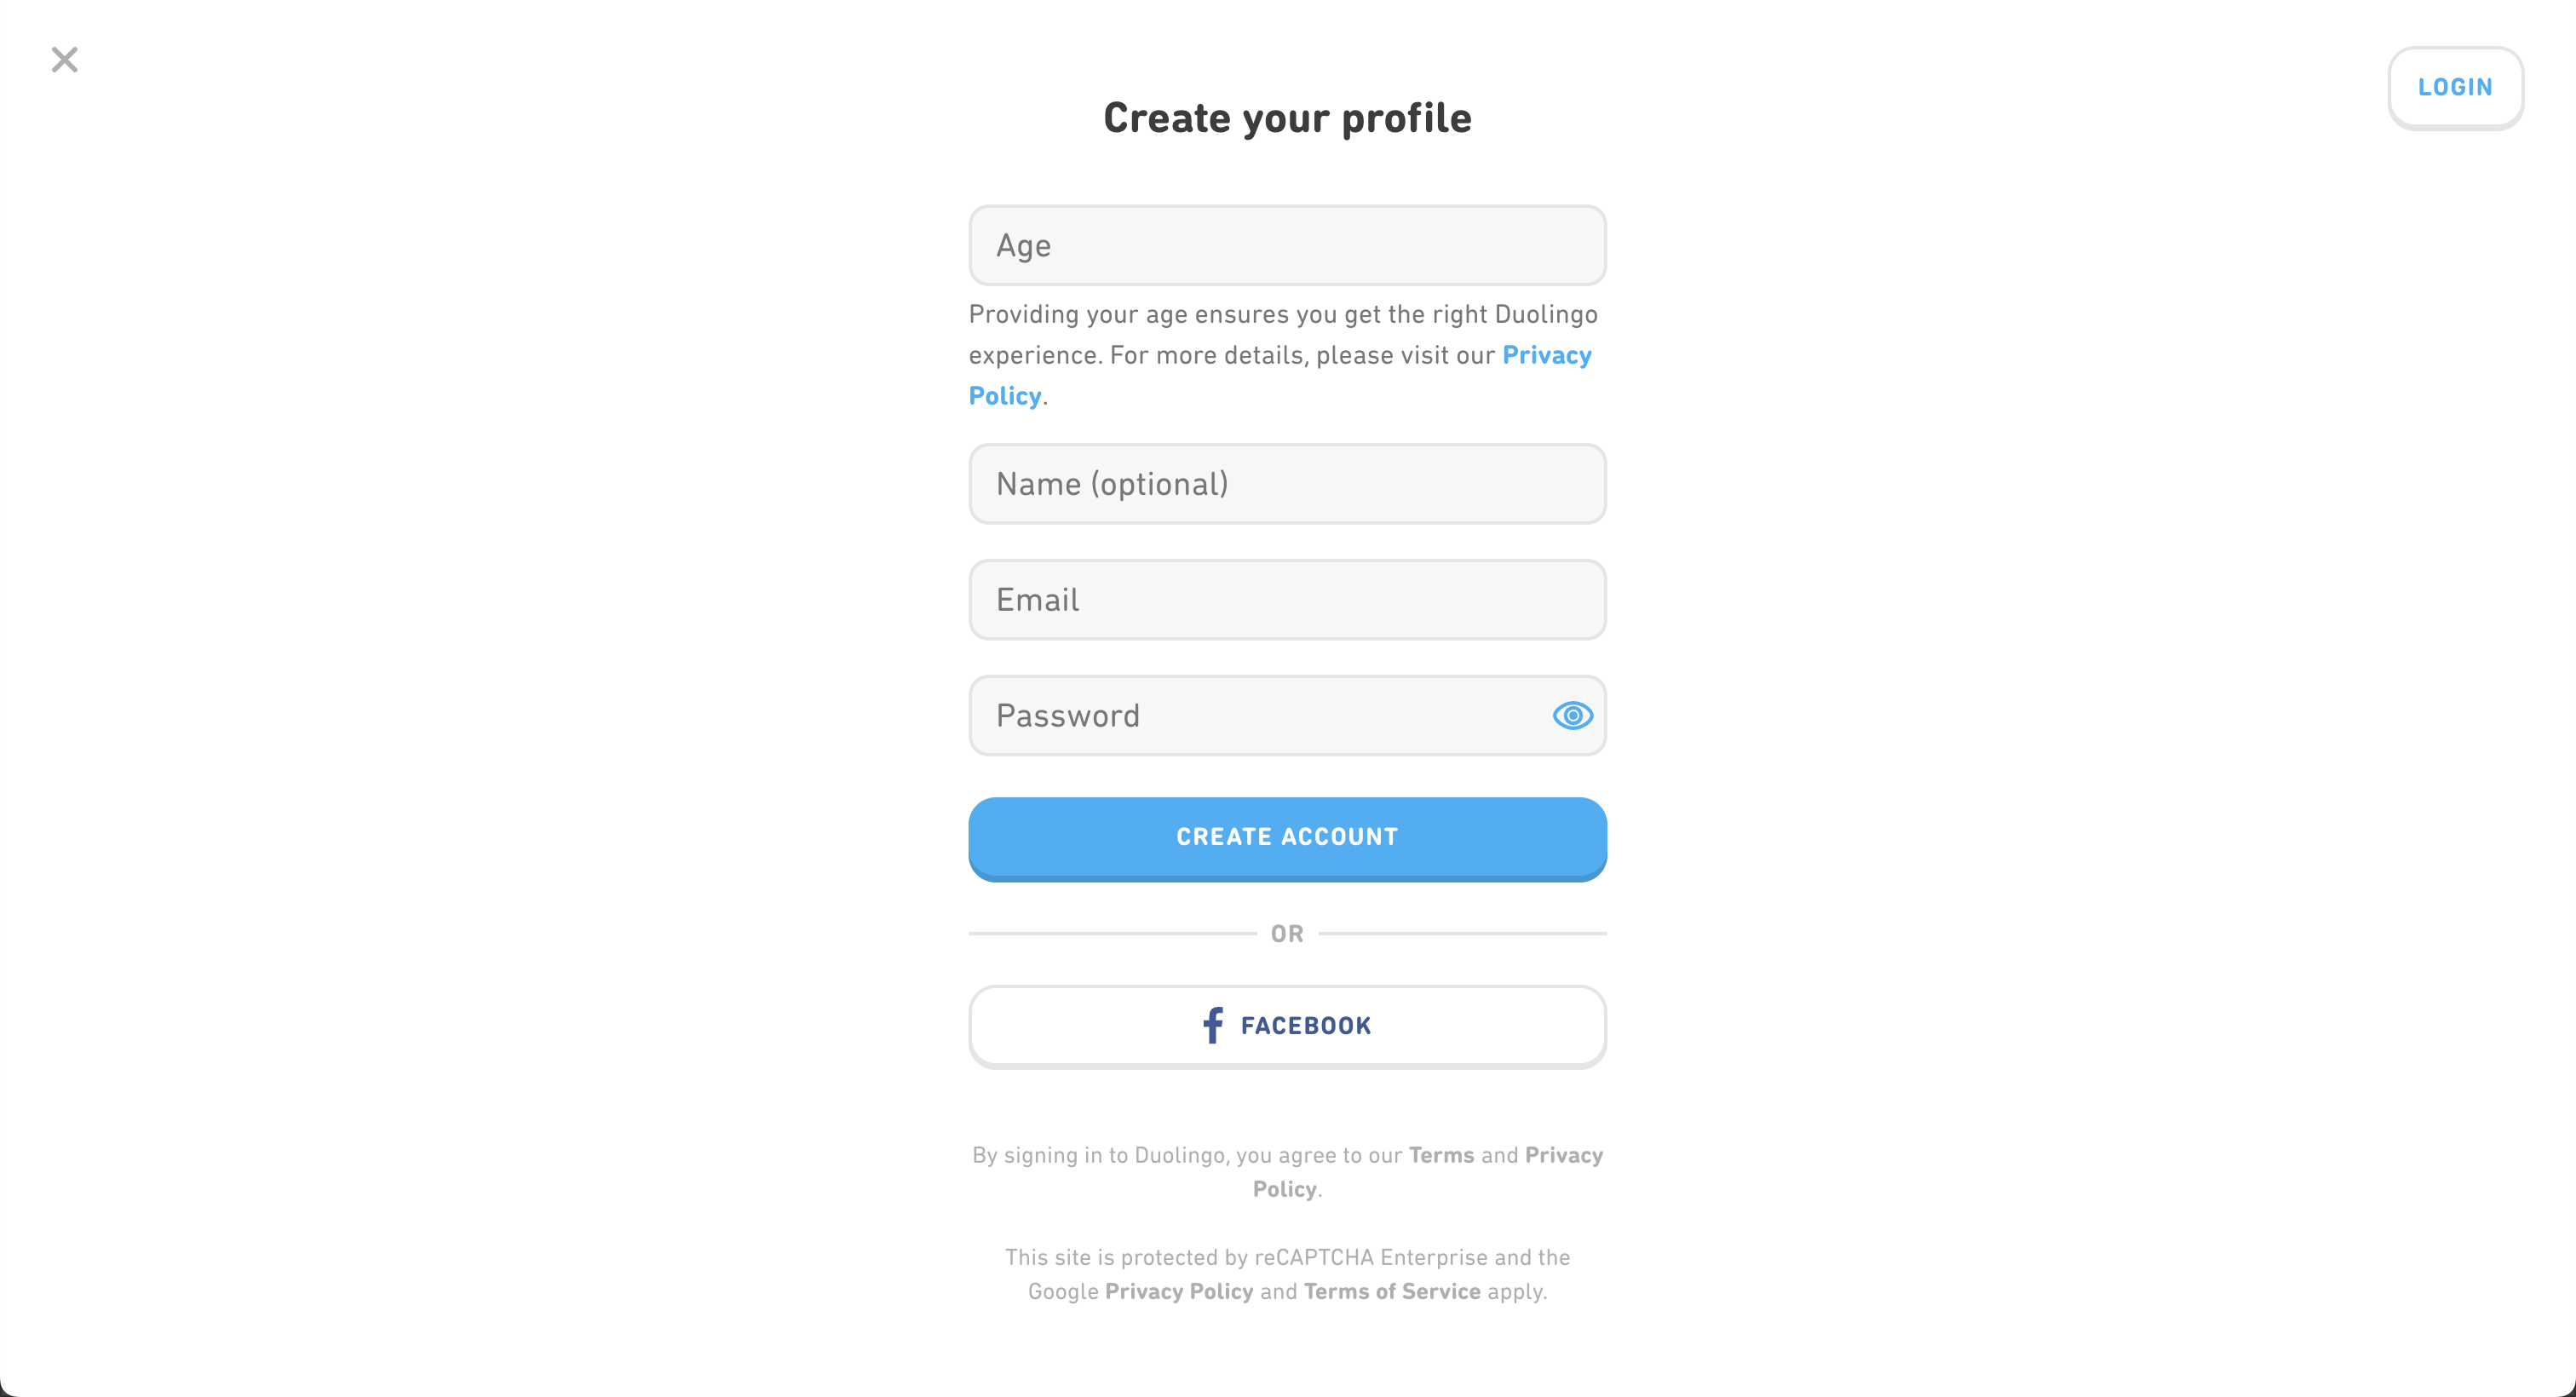 LOGIN
Create your profile
Age
Providing your age ensures you get the right Duolingo
experience. For more details, please visit our Privacy
Policy.
Name (optional)
Email
Password
CREATE ACCOUNT
OR
FACEBOOK
By signing in to Duolingo, you agree to our Terms and Privacy
Policy.
This site is protected by reCAPTCHA Enterprise and the
Google Privacy Policy and Terms of Service apply.